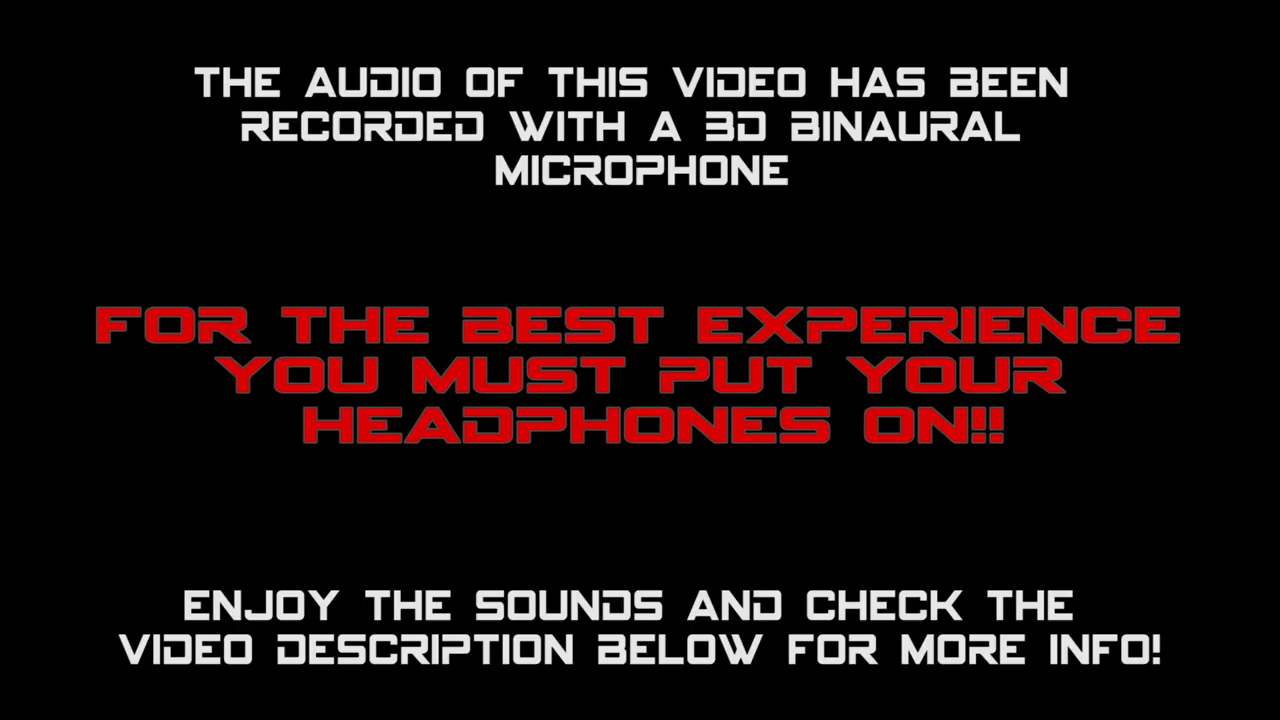 THE AUDIO OF THIS VIDEO HAS BEEN
RECORDED WITH A 3D BINAURAL
MICROPHONE
FOR THE BEST EXPERIENCE
YOU MUST PUT YOUR
HEADPHONES ON!!
ENJOY THE SOUNDS AND CHECK THE
VIDEO DESCRIPTION BELOW FOR MORE INFO!